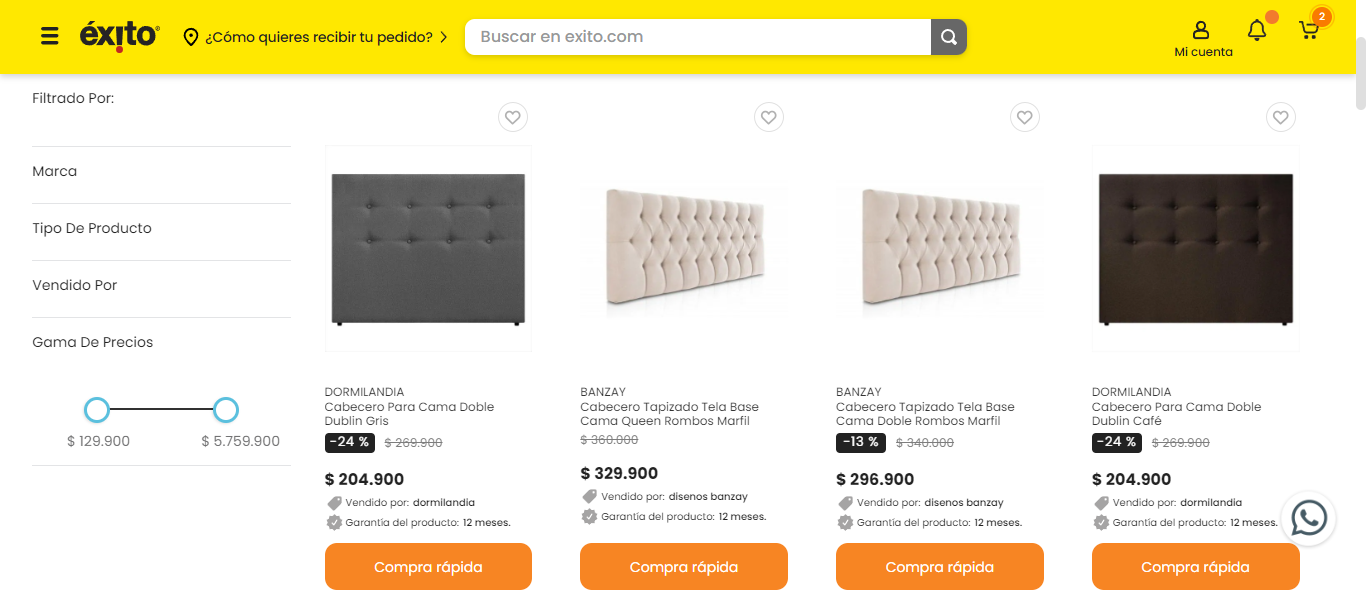 éxito
¿Cómo quieres recibir tu pedido?
Buscar en exito.com
Mi cuenta
2
Filtrado Por:
Marca
Tipo De Producto
Vendido Por
Gama De Precios
$ 129.900
$ 5.759.900
DORMILANDIA
Cabecero Para Cama Doble
Dublin Gris
-24 % $ 269.900
$ 204.900
Vendido por: dormilandia
Garantía del producto: 12 meses.
Compra rápida
BANZAY
Cabecero Tapizado Tela Base
Cama Queen Rombos Marfil
$ 360.000
$ 329.900
Vendido por: disenos banzay
Garantía del producto: 12 meses.
Compra rápida
BANZAY
Cabecero Tapizado Tela Base
Cama Doble Rombos Marfil
-13 % $ 340.000
$ 296.900
Vendido por: disenos banzay
Garantía del producto: 12 meses.
Compra rápida
DORMILANDIA
Cabecero Para Cama Doble
Dublin Café
-24 % $ 269.900
$ 204.900
Vendido por: dormilandia
Garantía del producto: 12 meses.
Compra rápida